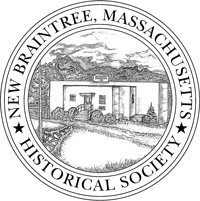 NEW BRAINTREE, MASSACHUSETTS
★ HISTORICAL SOCIETY ★